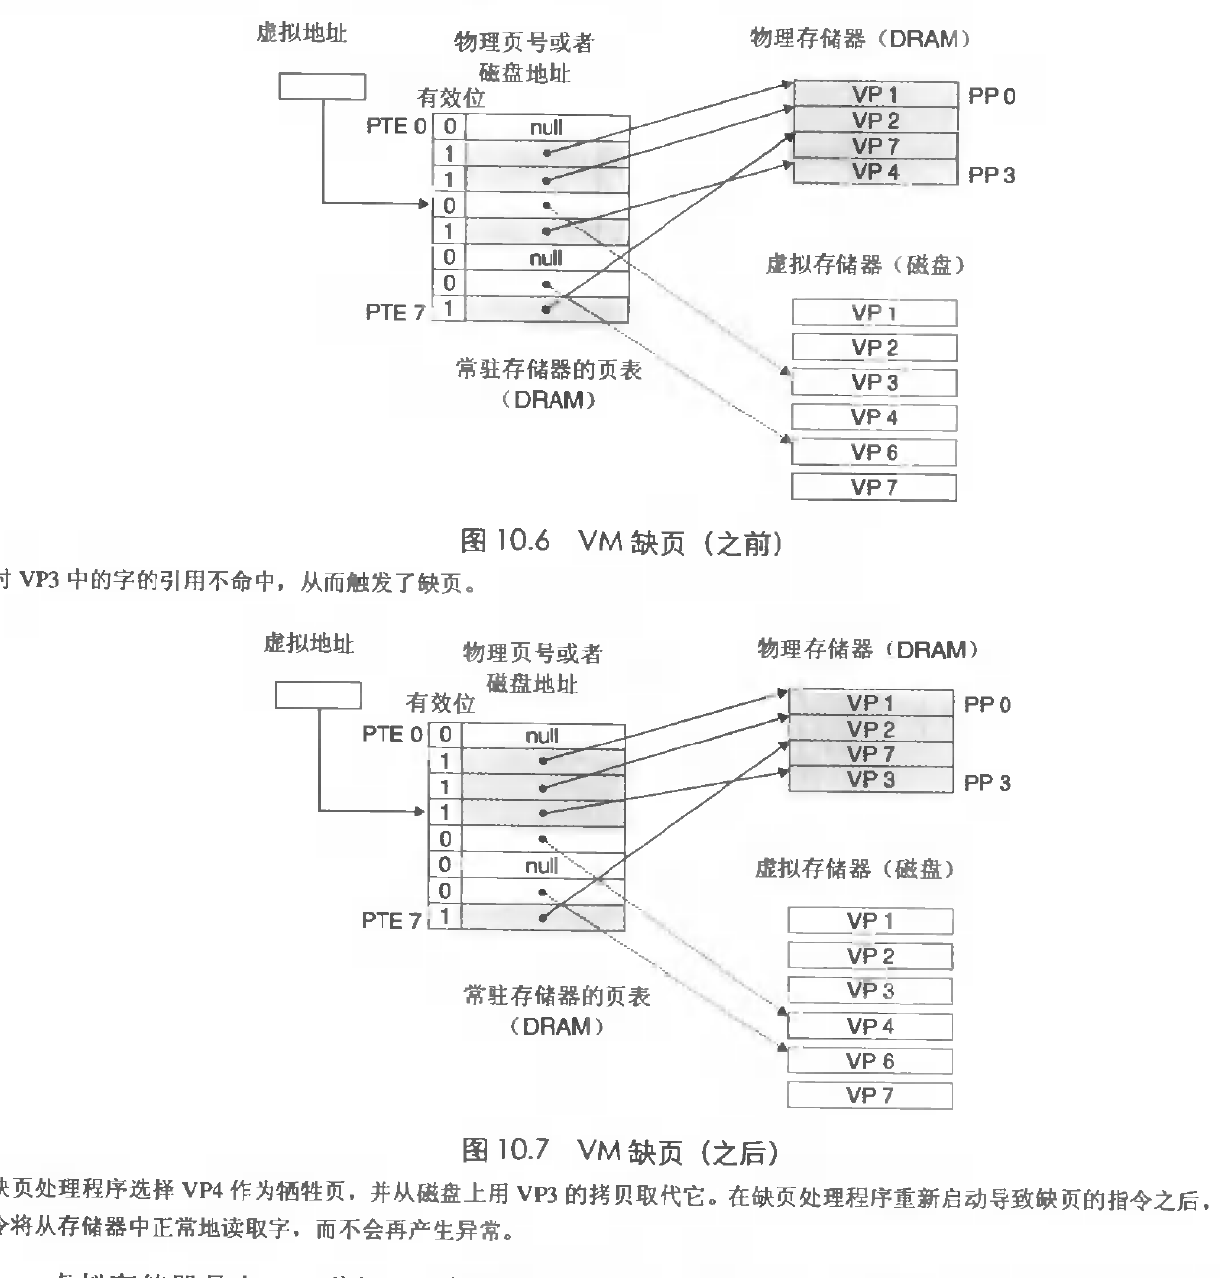 虚拟地址
物理页号或者
磁盘地址
物理存储器（DRAM）
有效位
PTE 0 0 null
1
1
0
1
0 null
0
PTE 7 1
VP 1 PP 0
VP 2
VP 7
VP 4 PP 3
虚拟存储器（磁盘）
VP 1
VP 2
VP 3
VP 4
VP 6
VP 7
常驻存储器的页表
（DRAM）
图 10.6 VM 缺页（之前）
VP3 中的字的引用不命中，从而触发了缺页。
虚拟地址
物理页号或者
磁盘地址
物理存储器（DRAM）
有效位
PTE 0 0 null
1
1
1
0
0 null
0
PTE 7 1
VP 1 PP 0
VP 2
VP 7
VP 3 PP 3
虚拟存储器（磁盘）
VP 1
VP 2
VP 3
VP 4
VP 6
VP 7
常驻存储器的页表
（DRAM）
图 10.7 VM 缺页（之后）
页处理程序选择 VP4 作为牺牲页，并从磁盘上用 VP3 的拷贝取代它。在缺页处理程序重新启动导致缺页的指令之后，
将从存储器中正常地读取字，而不会再产生异常。